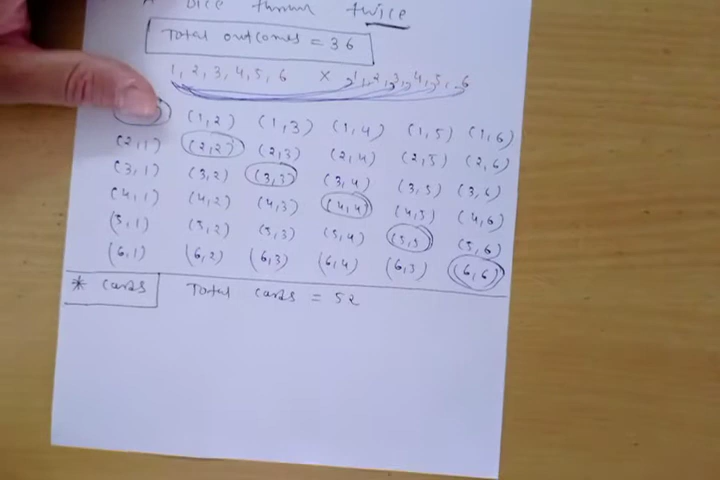 Dice thrown twice
Total outcomes = 36
1, 2, 3, 4, 5, 6 × 1, 2, 3, 4, 5, 6
(1,2) (1,3) (1,4) (1,5) (1,6)
(2,1) (2,2) (2,3) (2,4) (2,5) (2,6)
(3,1) (3,2) (3,3) (3,4) (3,5) (3,6)
(4,1) (4,2) (4,3) (4,4) (4,5) (4,6)
(5,1) (5,2) (5,3) (5,4) (5,5) (5,6)
(6,1) (6,2) (6,3) (6,4) (6,5) (6,6)
* Cards Total cards = 52